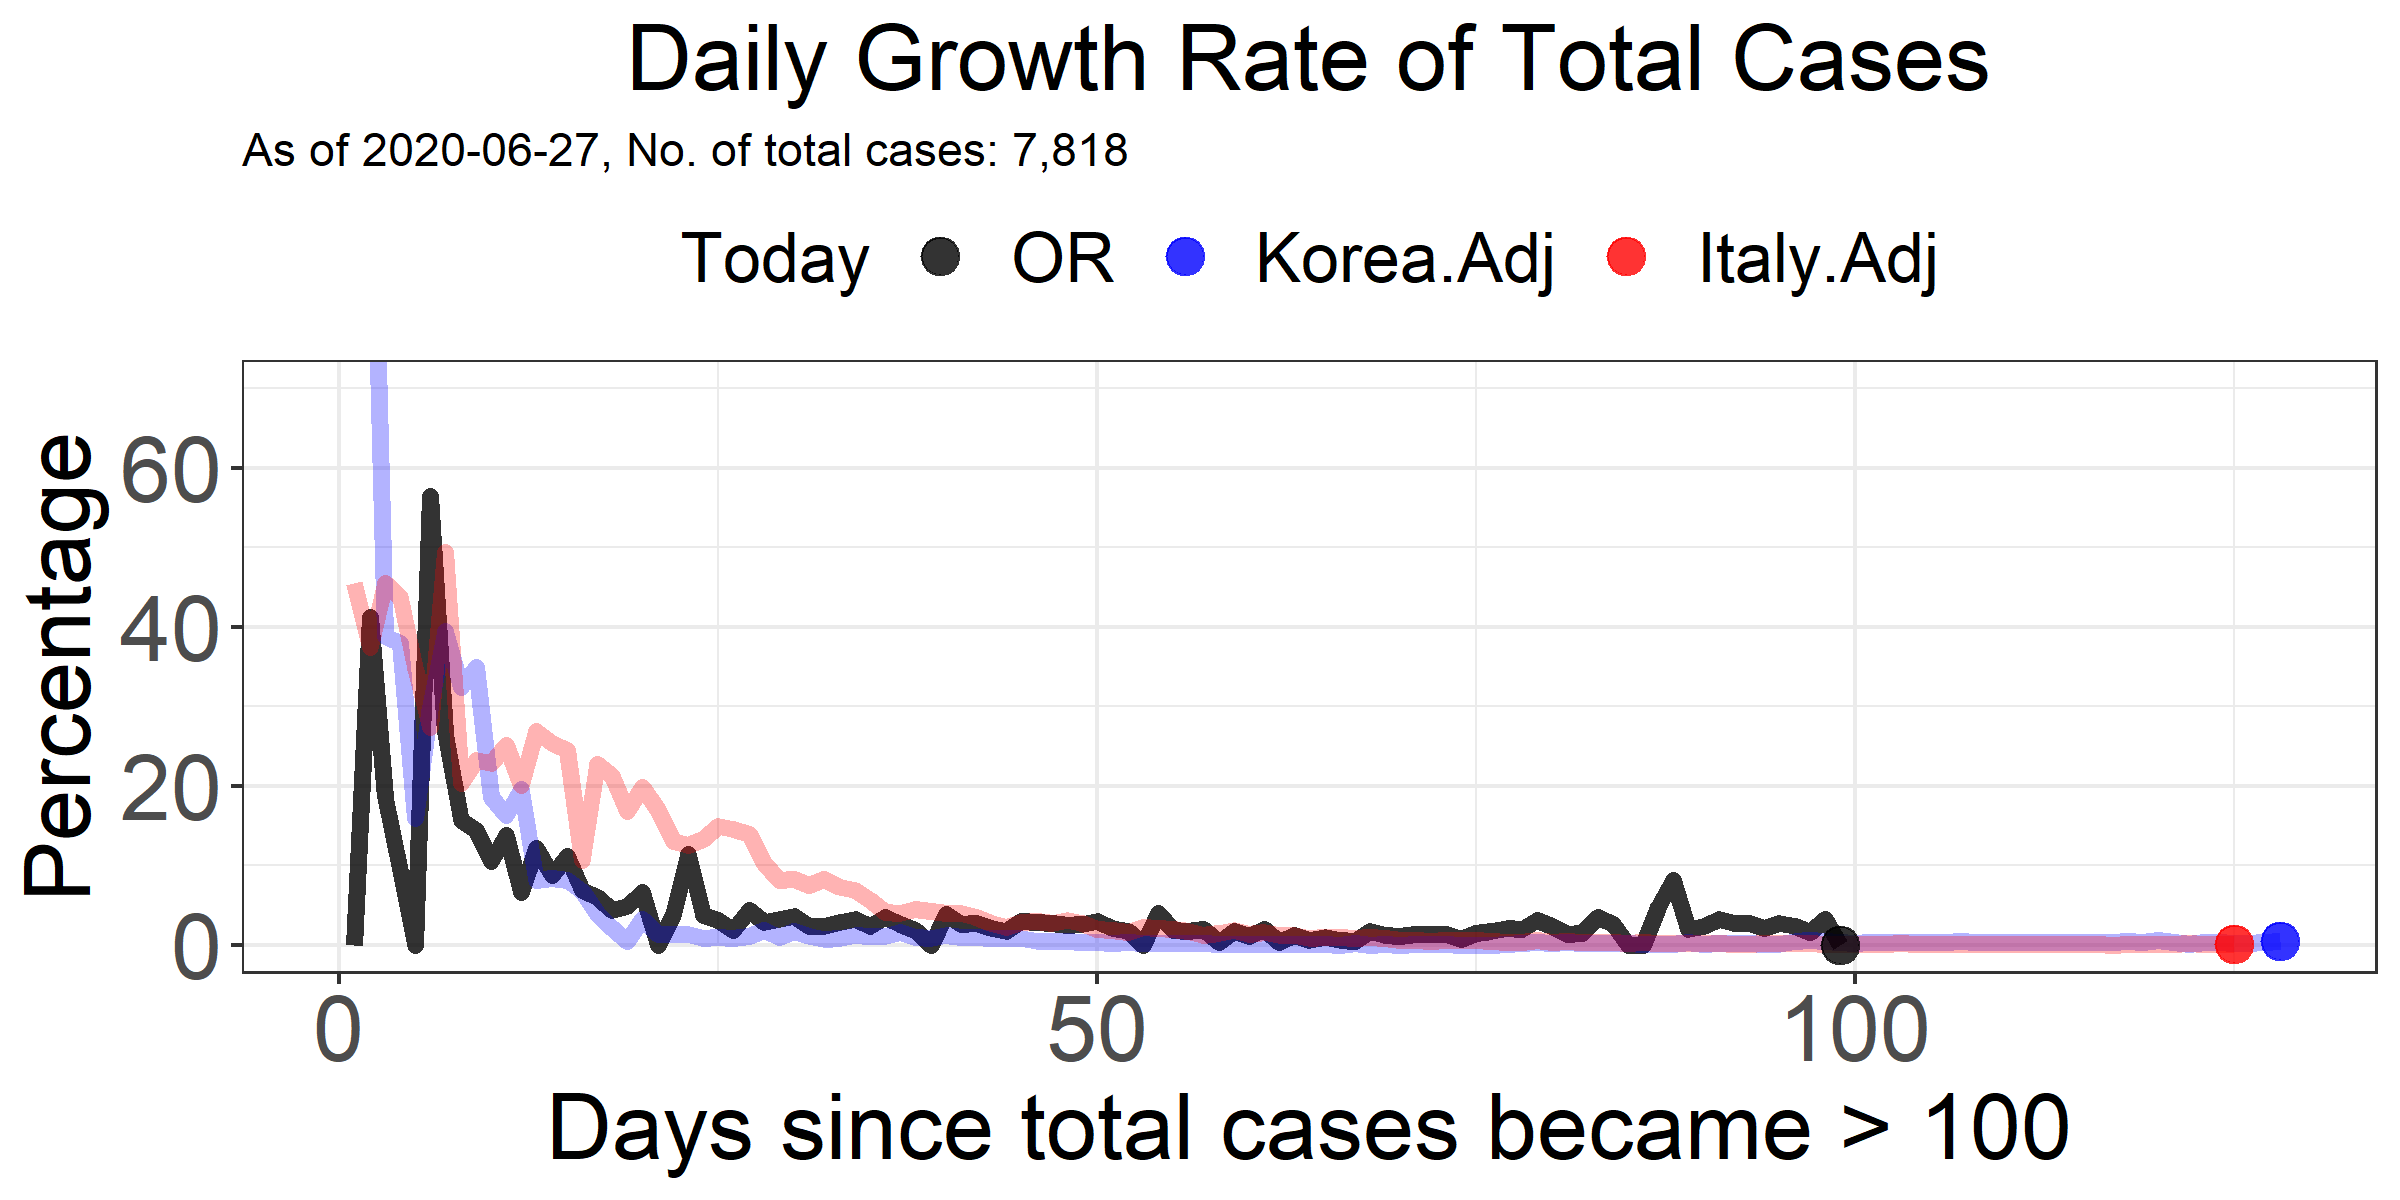 Daily Growth Rate of Total Cases
As of 2020-06-27, No. of total cases: 7,818
Today OR Korea.Adj Italy.Adj
Percentage
60
40
20
0
0 50 100
Days since total cases became > 100